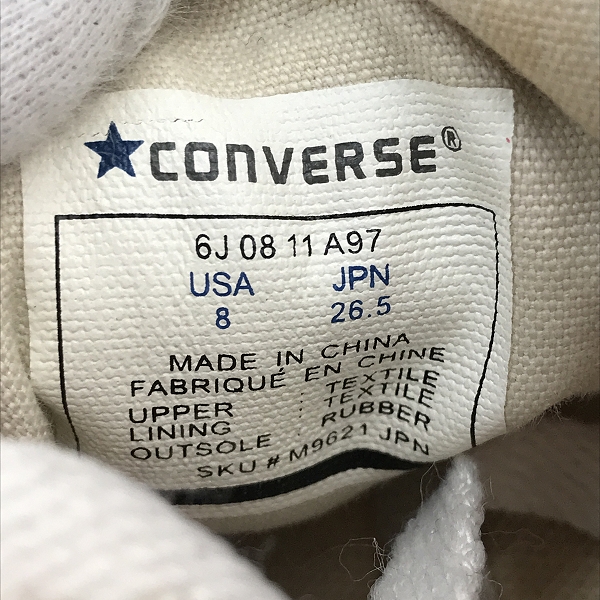 ★CONVERSE®
6J 08 11 A97
USA JPN
8 26.5
MADE IN CHINA
FABRIQUÉ EN CHINE
UPPER : TEXTILE
LINING : TEXTILE
OUTSOLE : RUBBER
SKU # M9621 JPN